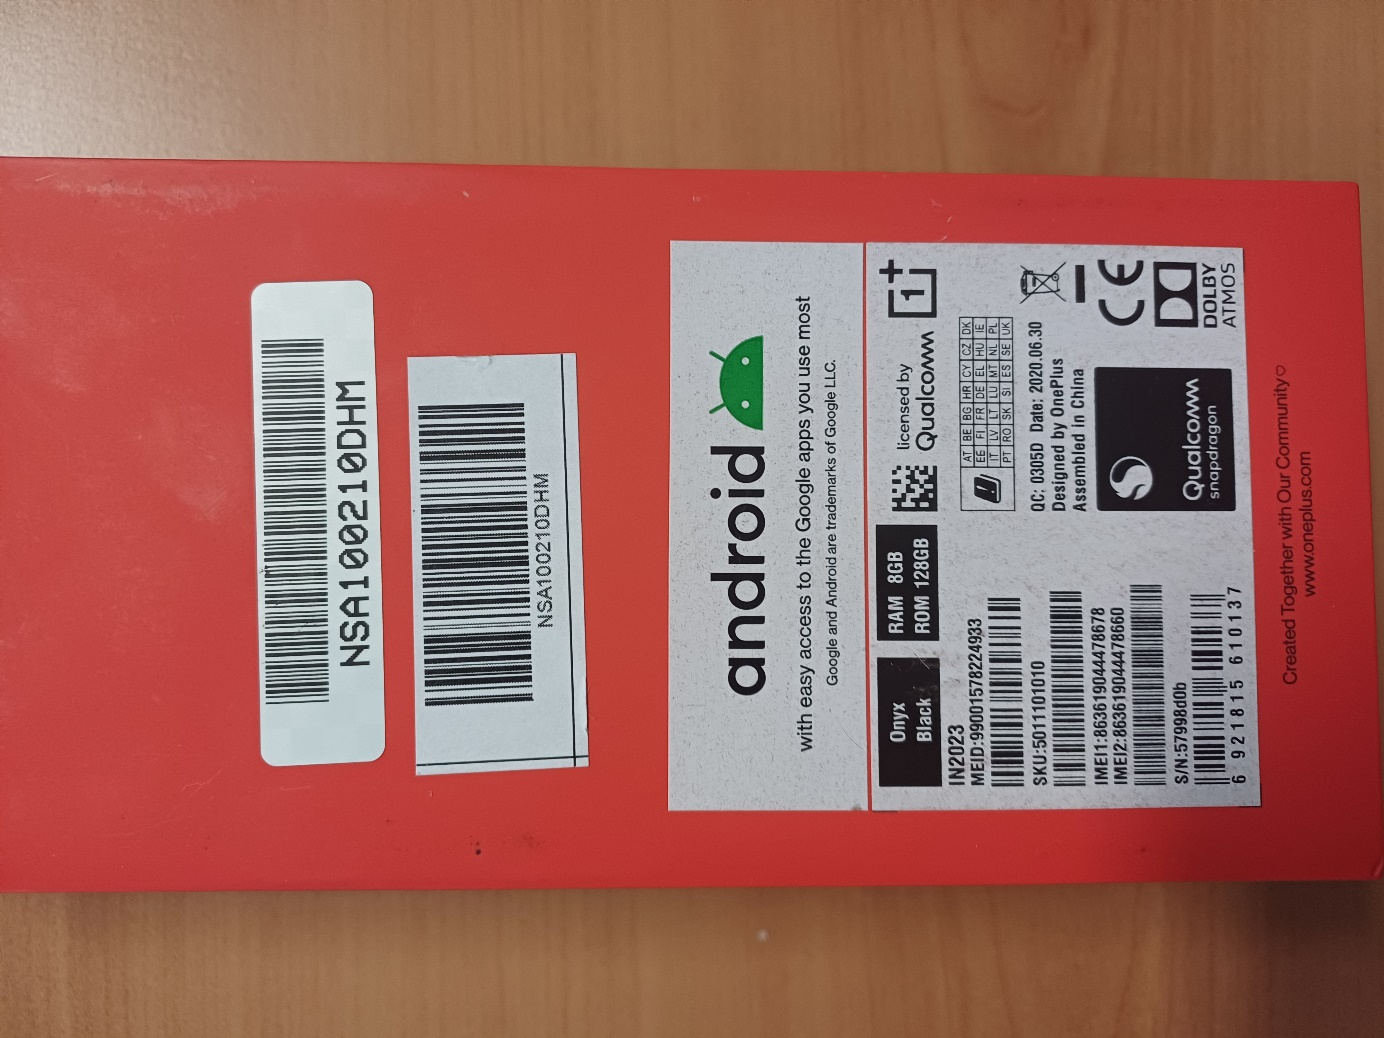 NSA100210DHM
NSA100210DHM
android
with easy access to the Google apps you use most
Google and Android are trademarks of Google LLC.
Onyx
Black
RAM 8GB
ROM 128GB
licensed by
Qualcomm
1+
IN2023
MEID:99001578224933
SKU:5011101010
IMEI1:863619044478678
IMEI2:863619044478660
S/N:57998d0b
6 921815 610137
AT BE BG HR CY CZ DK
EE FI FR DE EL HU IE
IT LV LT LU MT NL PL
PT RO SK SI ES SE UK
QC: 0305D Date: 2020.06.30
Designed by OnePlus
Assembled in China
Qualcomm
snapdragon
CE
DOLBY
ATMOS
Created Together with Our Community♡
www.oneplus.com